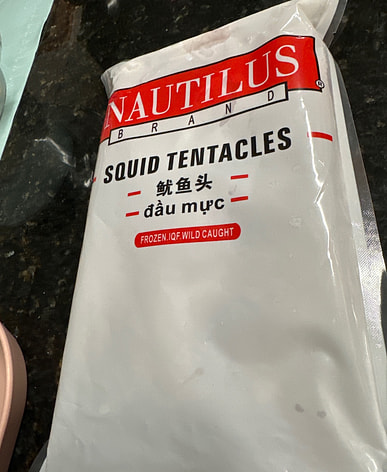 NAUTILUS®
BRAND
SQUID TENTACLES
鱿鱼头
đầu mực
FROZEN.IQF.WILD CAUGHT